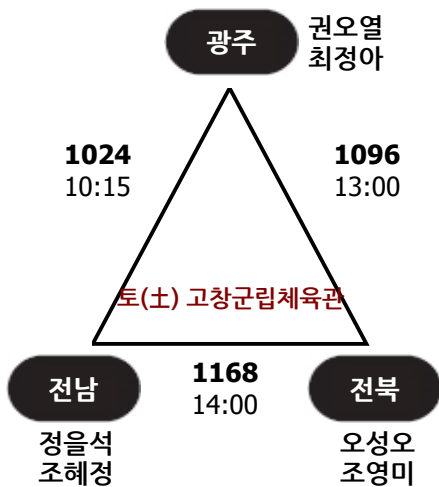 광주
권오열
최정아
1024
10:15
1096
13:00
토(土) 고창군립체육관
전남
1168
14:00
전북
정을석
조혜정
오성오
조영미